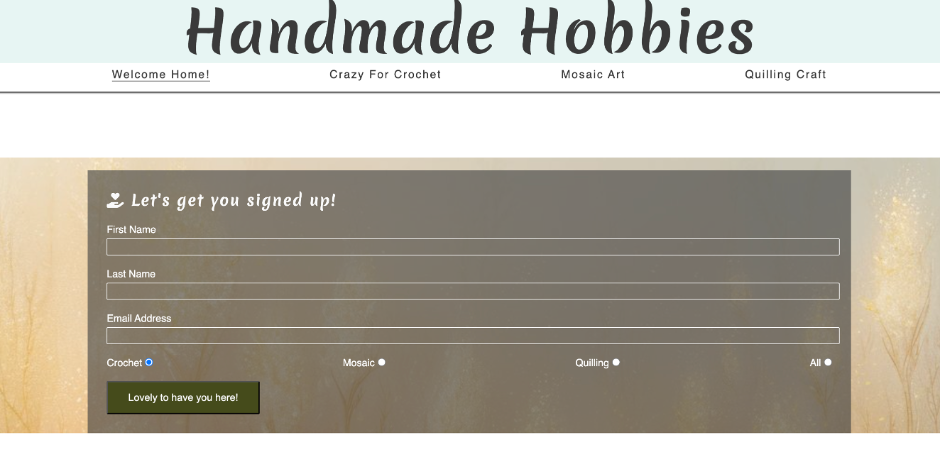 Handmade Hobbies
Welcome Home! Crazy For Crochet Mosaic Art Quilling Craft
Let's get you signed up!
First Name
Last Name
Email Address
Crochet Mosaic Quilling All
Lovely to have you here!